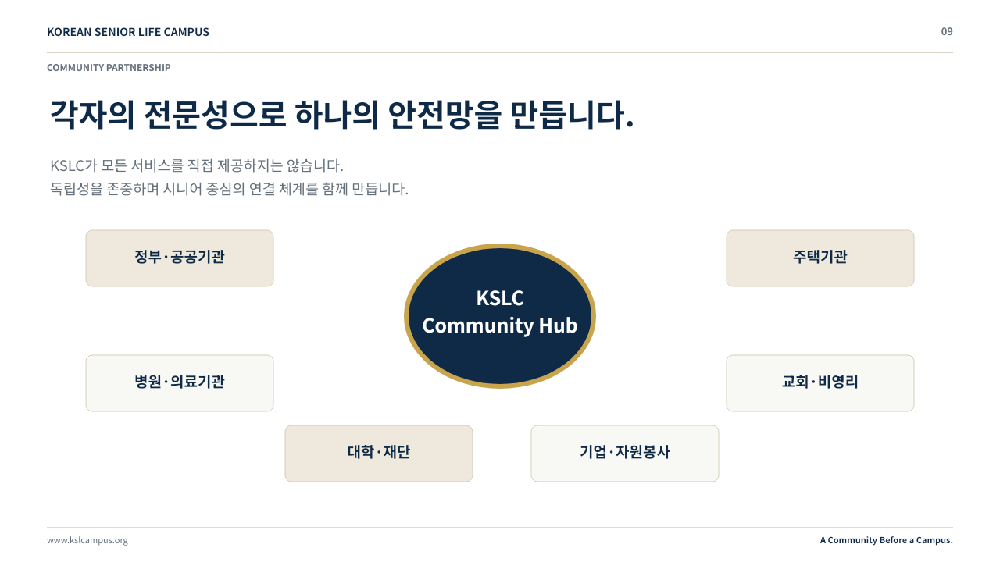 KOREAN SENIOR LIFE CAMPUS
09
COMMUNITY PARTNERSHIP
각자의 전문성으로 하나의 안전망을 만듭니다.
KSLC가 모든 서비스를 직접 제공하지는 않습니다.
독립성을 존중하며 시니어 중심의 연결 체계를 함께 만듭니다.
정부·공공기관
주택기관
KSLC
Community Hub
병원·의료기관
교회·비영리
대학·재단
기업·자원봉사
www.kslcampus.org
A Community Before a Campus.